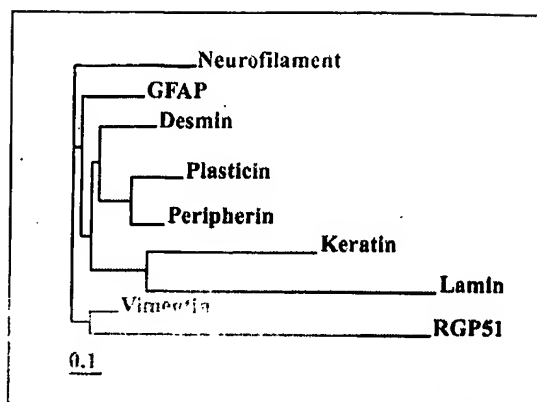 Neurofilament
GFAP
Desmin
Plasticin
Peripherin
Keratin
Lamin
Vimentin
RGP51
0.1